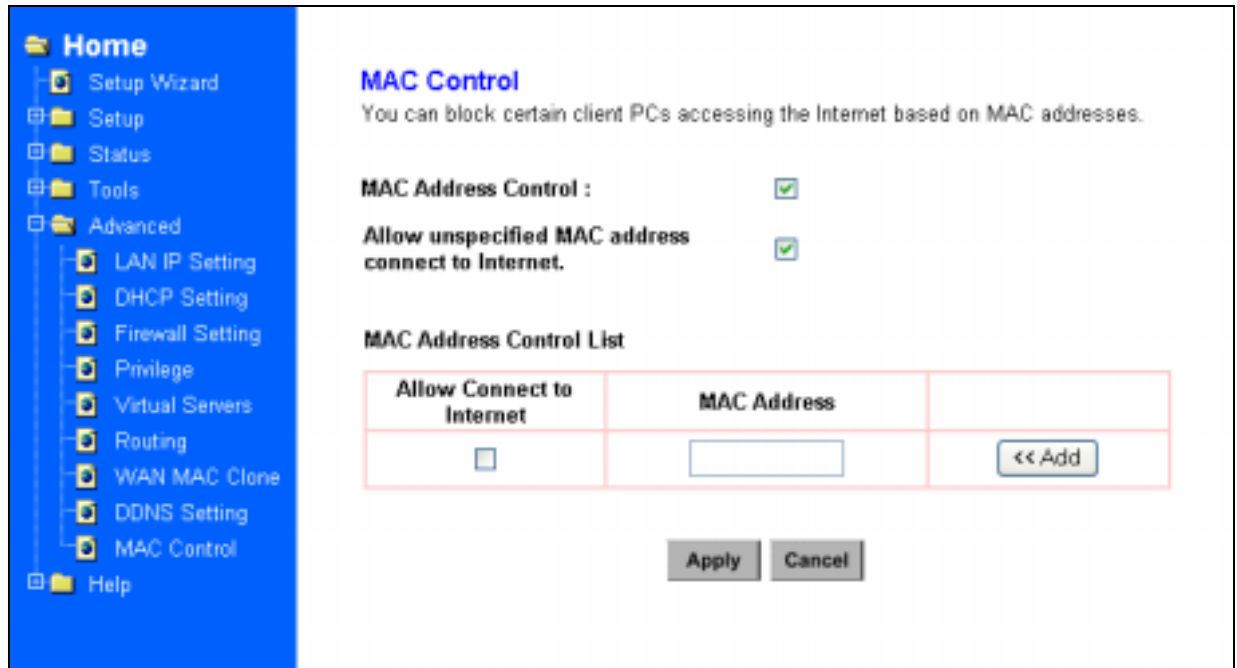 Home
Setup Wizard
Setup
Status
Tools
Advanced
LAN IP Setting
DHCP Setting
Firewall Setting
Privilege
Virtual Servers
Routing
WAN MAC Clone
DDNS Setting
MAC Control
Help
MAC Control
You can block certain client PCs accessing the Internet based on MAC addresses.
MAC Address Control :
Allow unspecified MAC address
connect to Internet.
MAC Address Control List
Allow Connect to
Internet
MAC Address
<< Add
Apply
Cancel